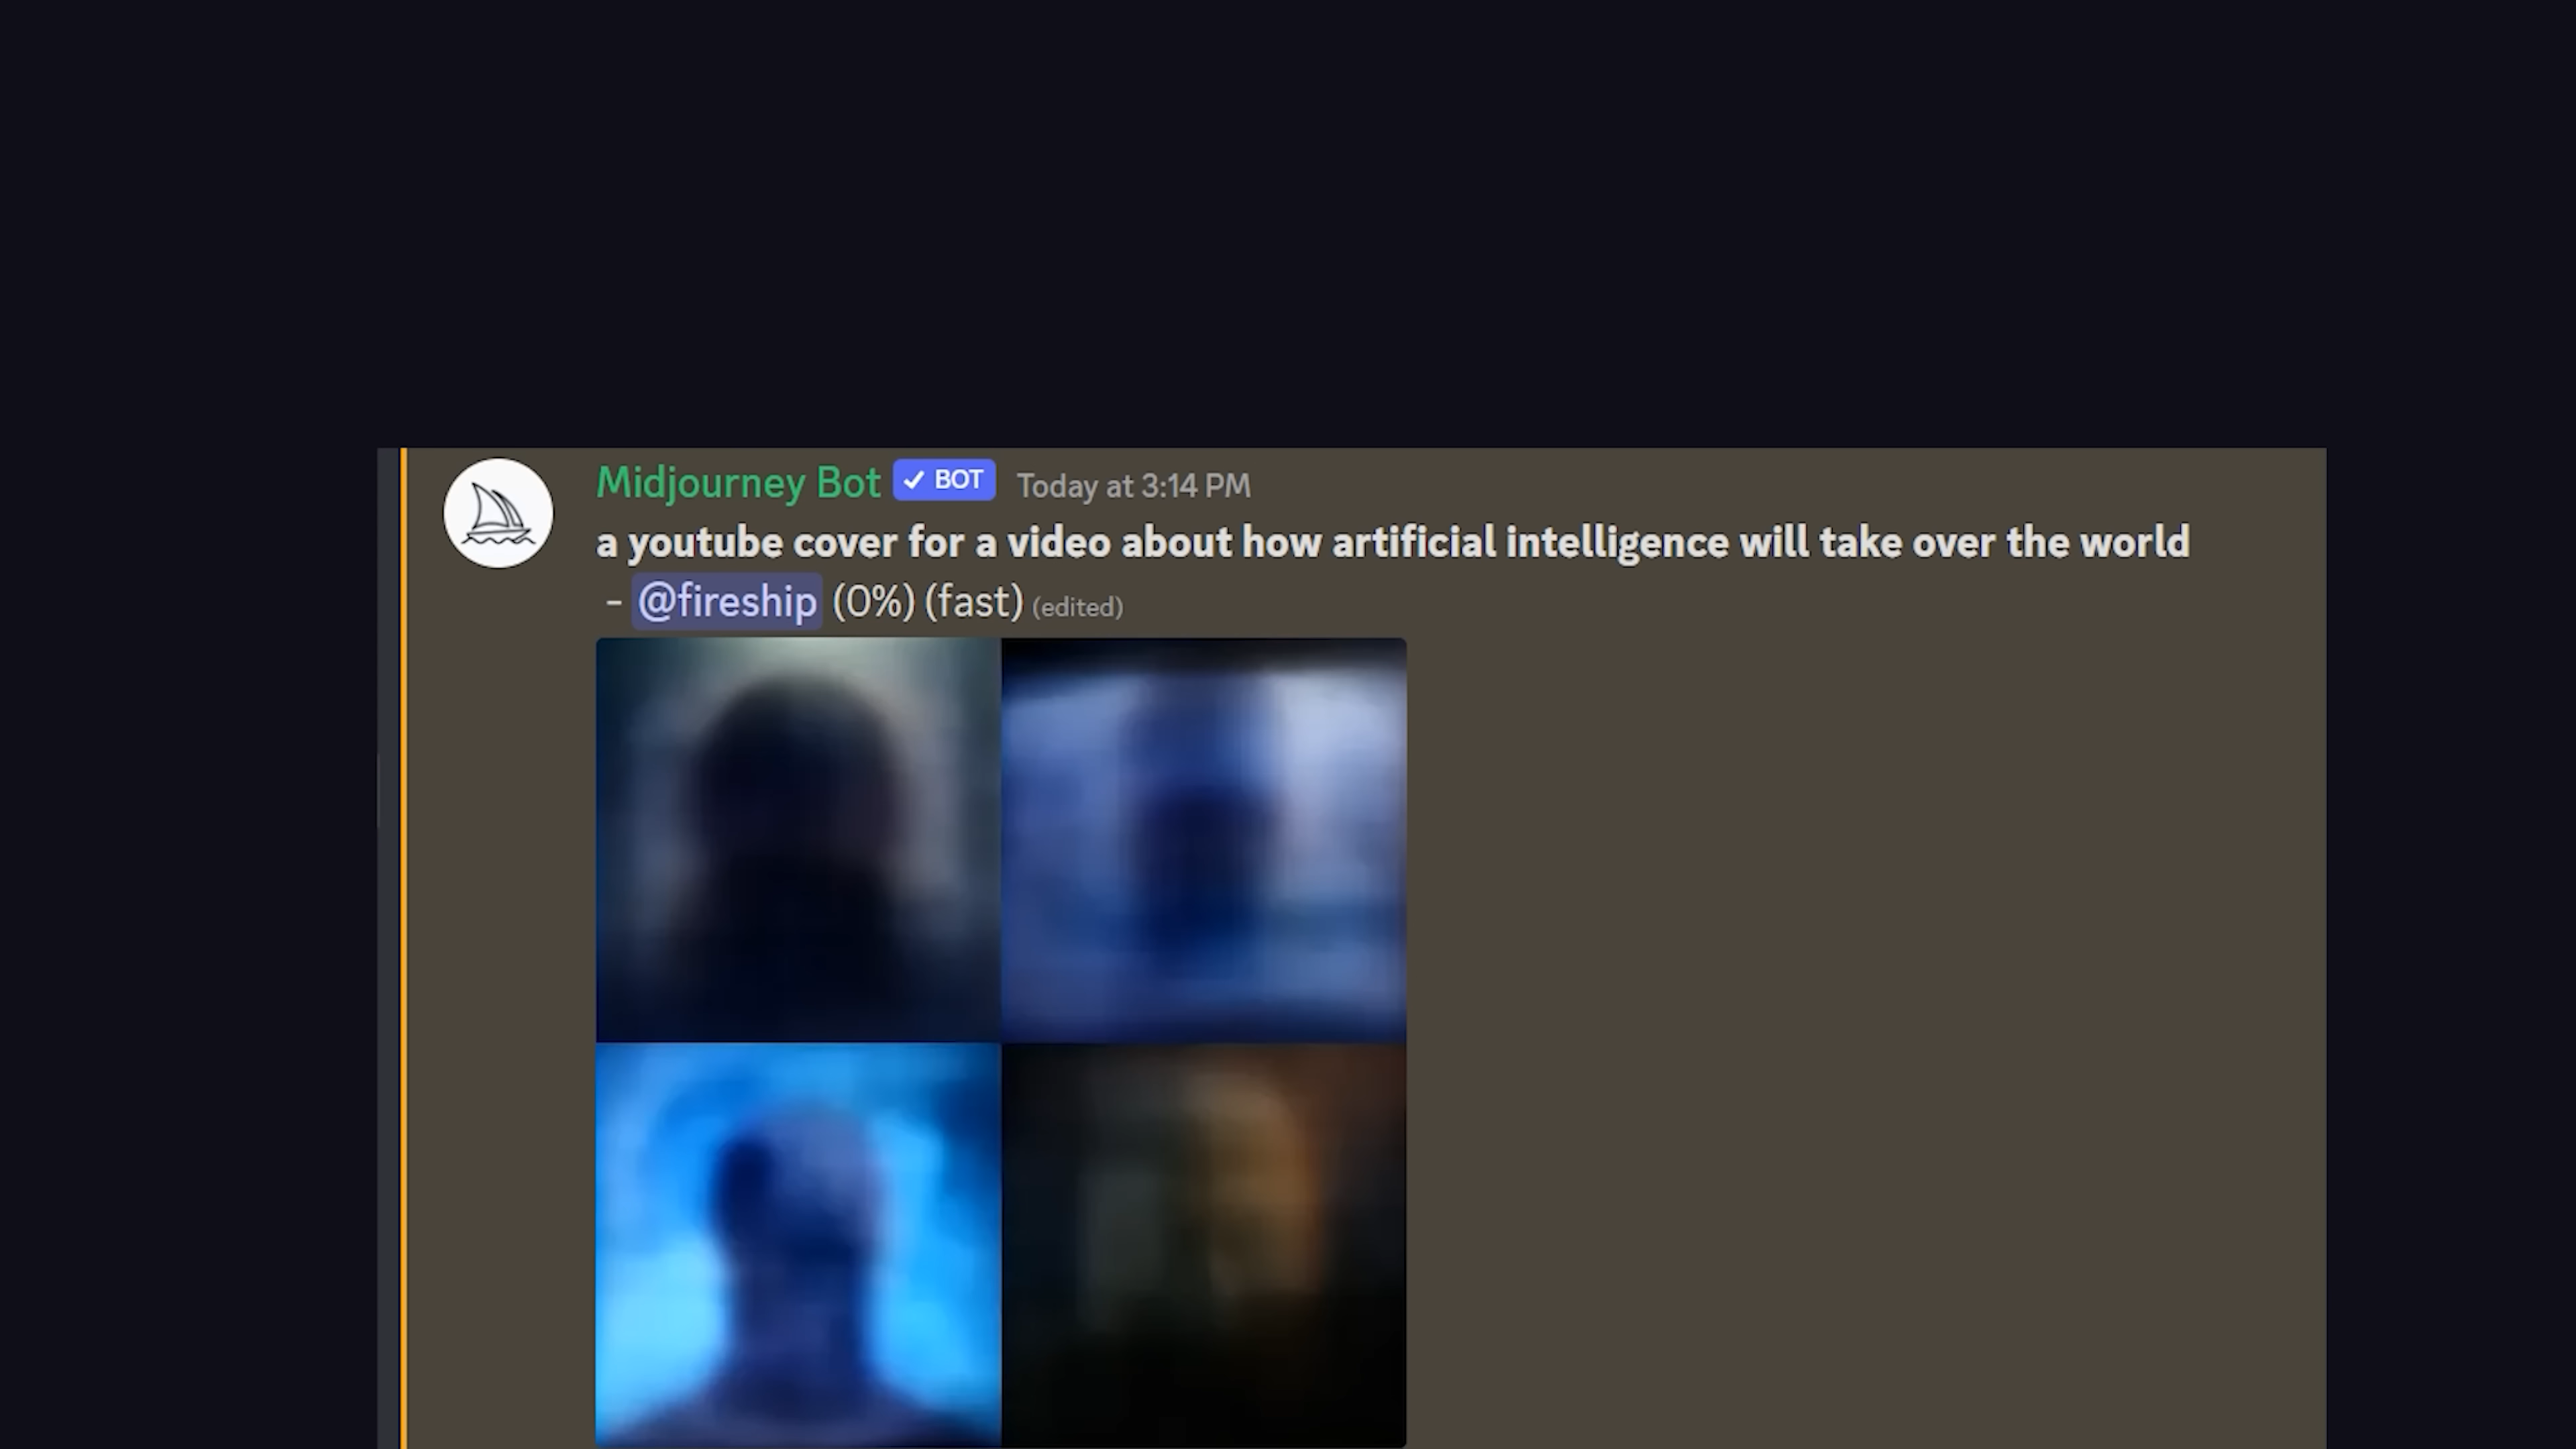 Midjourney Bot ✓ BOT Today at 3:14 PM
a youtube cover for a video about how artificial intelligence will take over the world
- @fireship (0%) (fast) (edited)